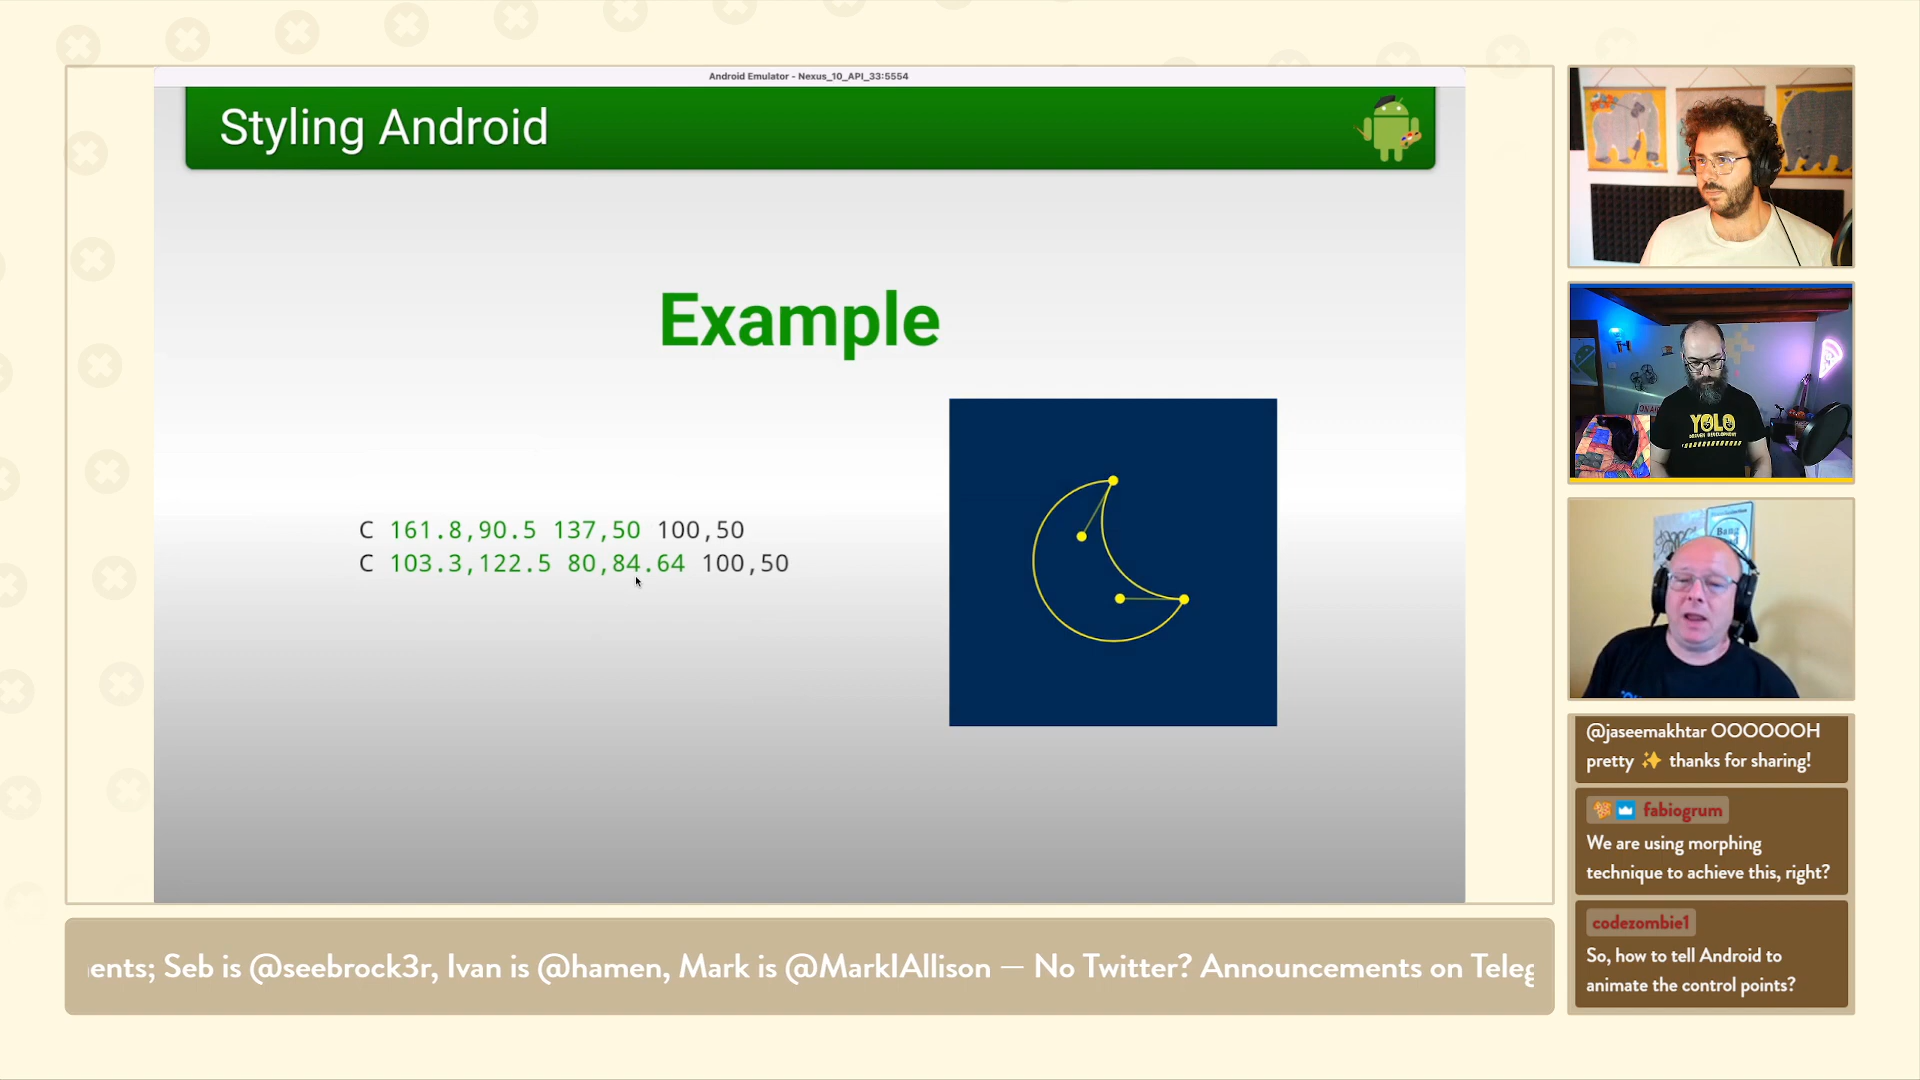 Android Emulator - Nexus_10_API_33:5554
Styling Android
Example
C 161.8,90.5 137,50 100,50
C 103.3,122.5 80,84.64 100,50
YOLO
DRIVEN DEVELOPMENT
Bang
@jaseemakhtar OOOOOOH
pretty ✨ thanks for sharing!
fabiogrum
We are using morphing
technique to achieve this, right?
codezombie1
So, how to tell Android to
animate the control points?
ents; Seb is @seebrock3r, Ivan is @hamen, Mark is @MarkIAllison — No Twitter? Announcements on Teleg